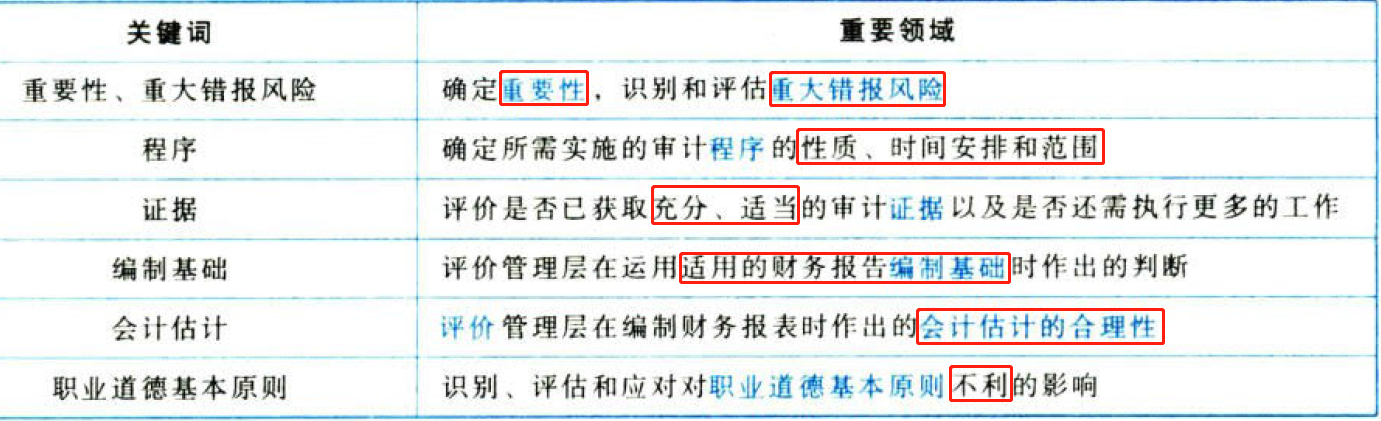 关键词 重要领域
重要性、重大错报风险 确定重要性，识别和评估重大错报风险
程序 确定所需实施的审计程序的性质、时间安排和范围
证据 评价是否已获取充分、适当的审计证据以及是否还需执行更多的工作
编制基础 评价管理层在运用适用的财务报告编制基础时作出的判断
会计估计 评价管理层在编制财务报表时作出的会计估计的合理性
职业道德基本原则 识别、评估和应对对职业道德基本原则不利的影响